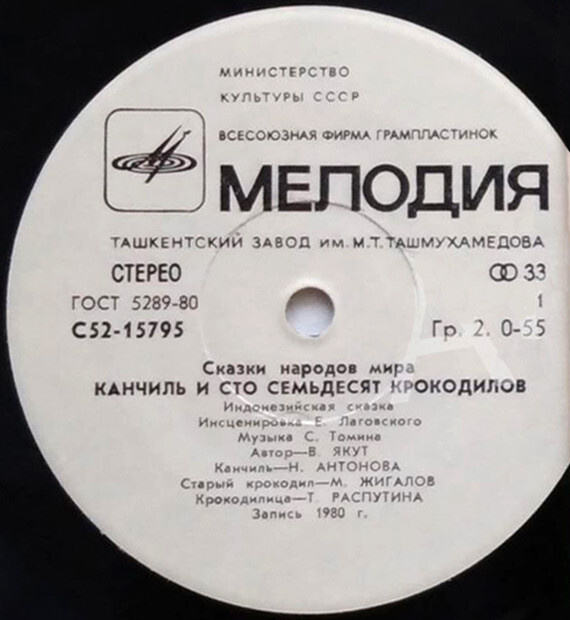 МИНИСТЕРСТВО
КУЛЬТУРЫ СССР
ВСЕСОЮЗНАЯ ФИРМА ГРАМПЛАСТИНОК
МЕЛОДИЯ
ТАШКЕНТСКИЙ ЗАВОД ИМ. М.Т. ТАШМУХАМЕДОВА
СТЕРЕО 33
ГОСТ 5289-80 1
С52-15795 Гр. 2. 0-55
Сказки народов мира
КАНЧИЛЬ И СТО СЕМЬДЕСЯТ КРОКОДИЛОВ
Индонезийская сказка
Инсценировка Е. Лаговского
Музыка С. Томина
Автор—В. ЯКУТ
Канчиль—Н. АНТОНОВА
Старый крокодил—М. ЖИГАЛОВ
Крокодилица—Т. РАСПУТИНА
Запись 1980 г.